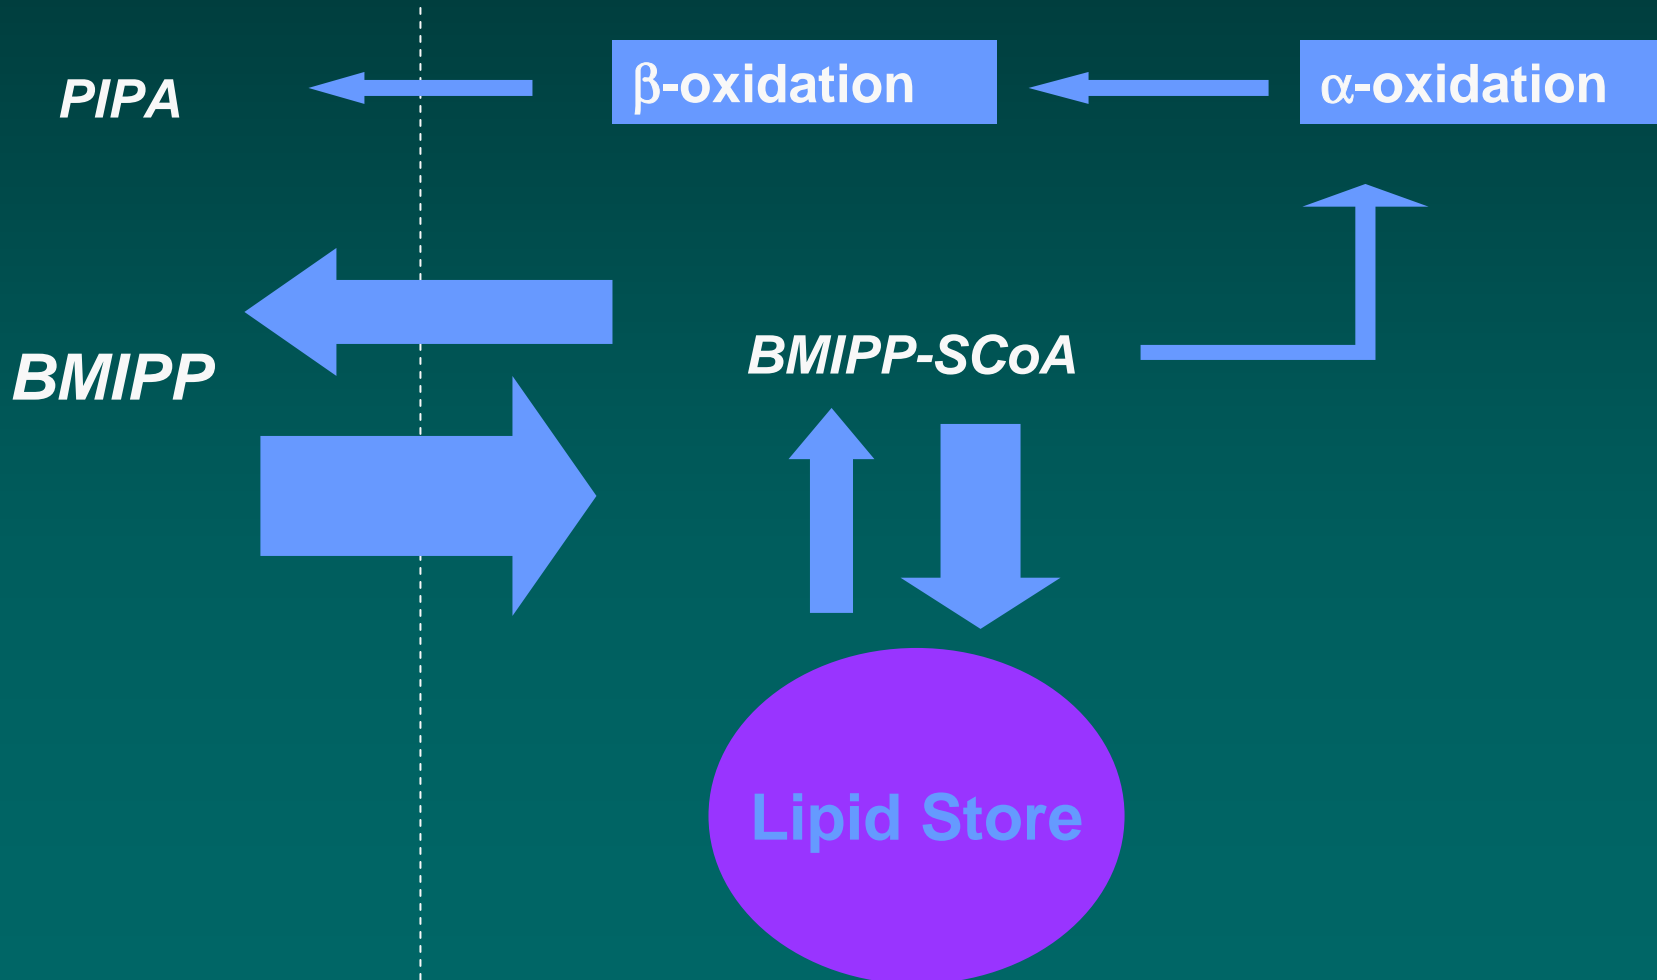 PIPA
β-oxidation
α-oxidation
BMIPP
BMIPP-SCoA
Lipid Store